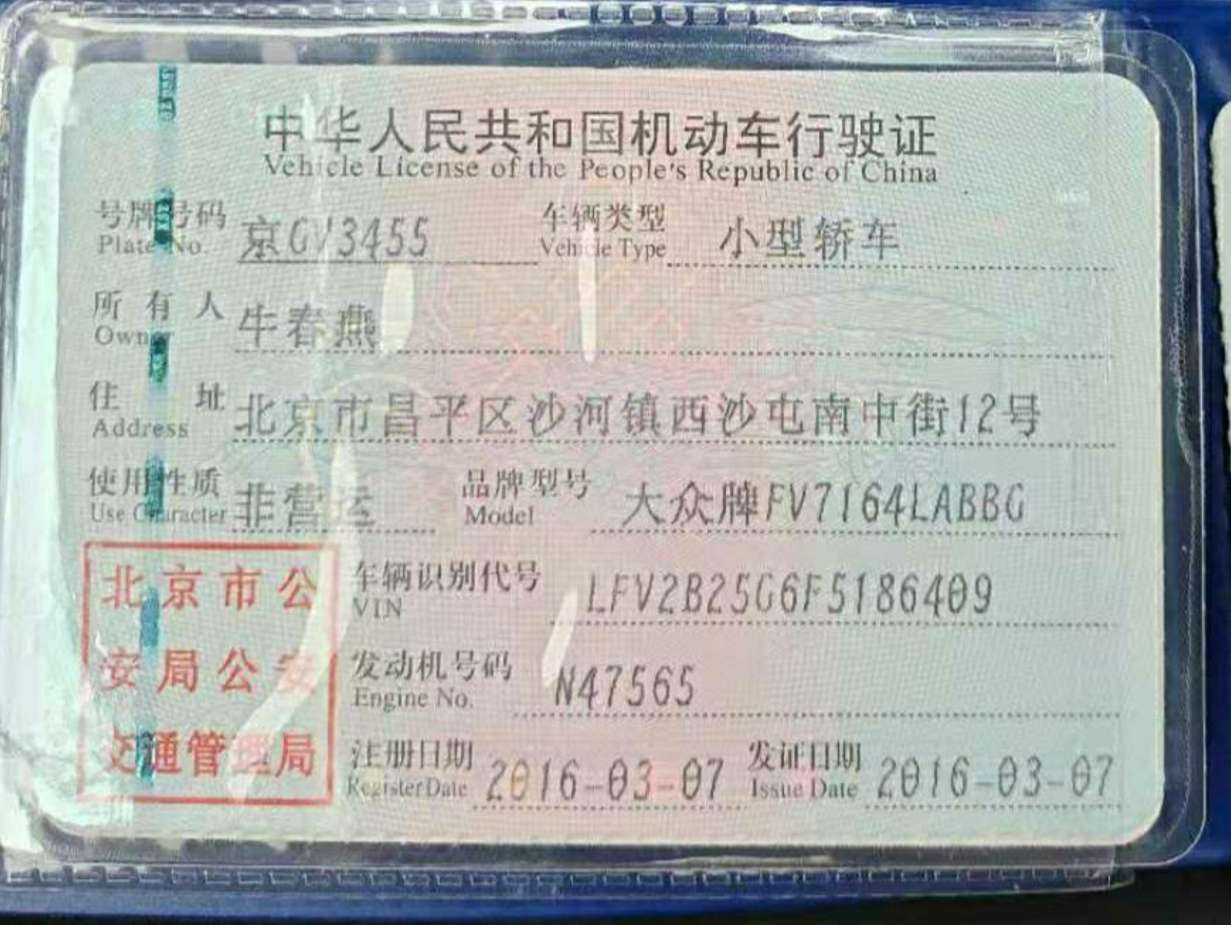 中华人民共和国机动车行驶证
Vehicle License of the People's Republic of China
号牌号码 京GV3455 车辆类型 小型轿车
Plate No. Vehicle Type
所有人 牛春燕
Owner
住址 北京市昌平区沙河镇西沙屯南中街12号
Address
使用性质 非营运 品牌型号 大众牌FV7164LABBG
Use Character Model
车辆识别代号 LFV2B25G6F5186409
VIN
发动机号码 N47565
Engine No.
注册日期 2016-03-07 发证日期 2016-03-07
Register Date Issue Date
北京市公
安局公安
交通管理局